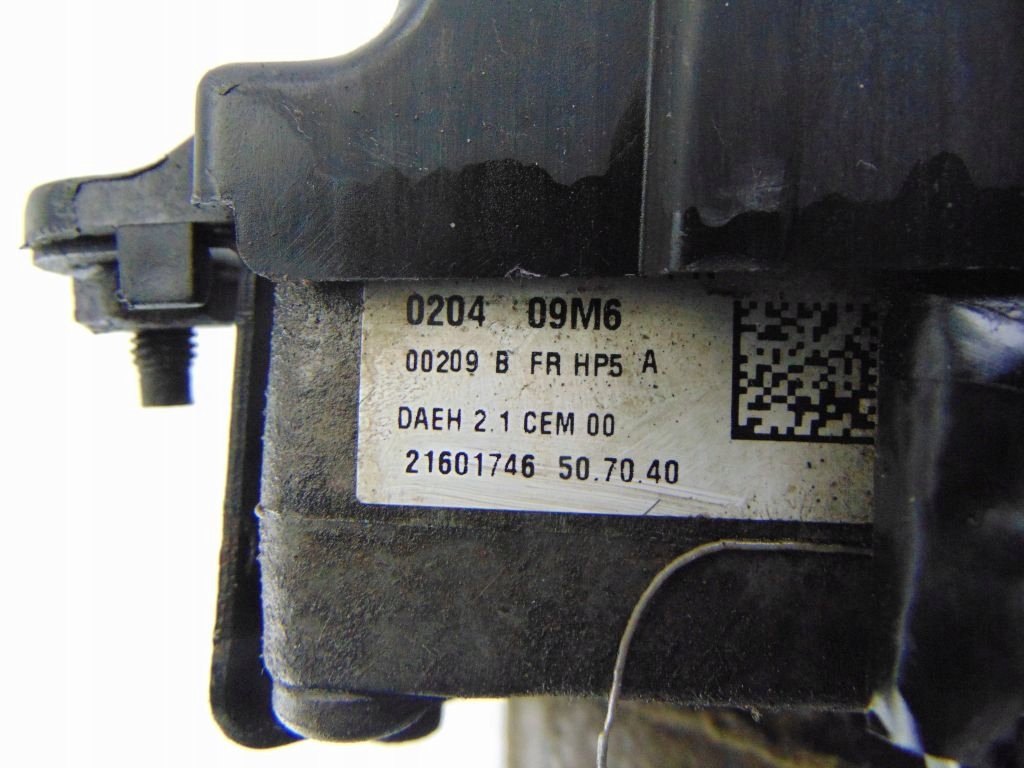 0204 09M6
00209 B FR HP5 A
DAEH 2.1 CEM 00
21601746 50.70.40